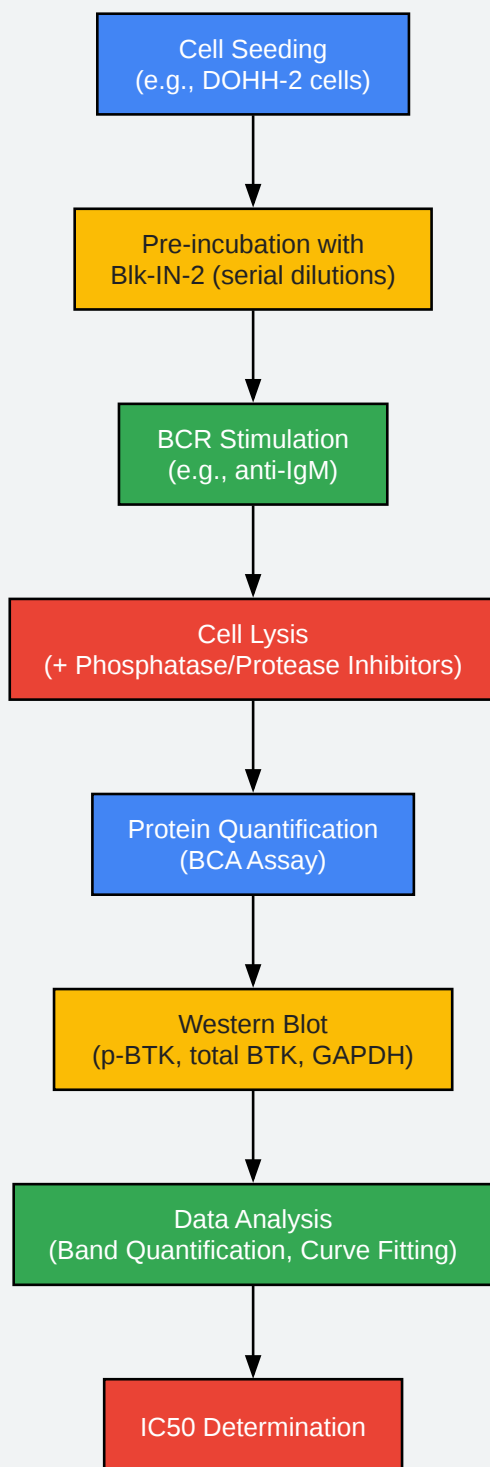 Cell Seeding
(e.g., DOHH-2 cells)
Pre-incubation with
Blk-IN-2 (serial dilutions)
BCR Stimulation
(e.g., anti-IgM)
Cell Lysis
(+ Phosphatase/Protease Inhibitors)
Protein Quantification
(BCA Assay)
Western Blot
(p-BTK, total BTK, GAPDH)
Data Analysis
(Band Quantification, Curve Fitting)
IC50 Determination